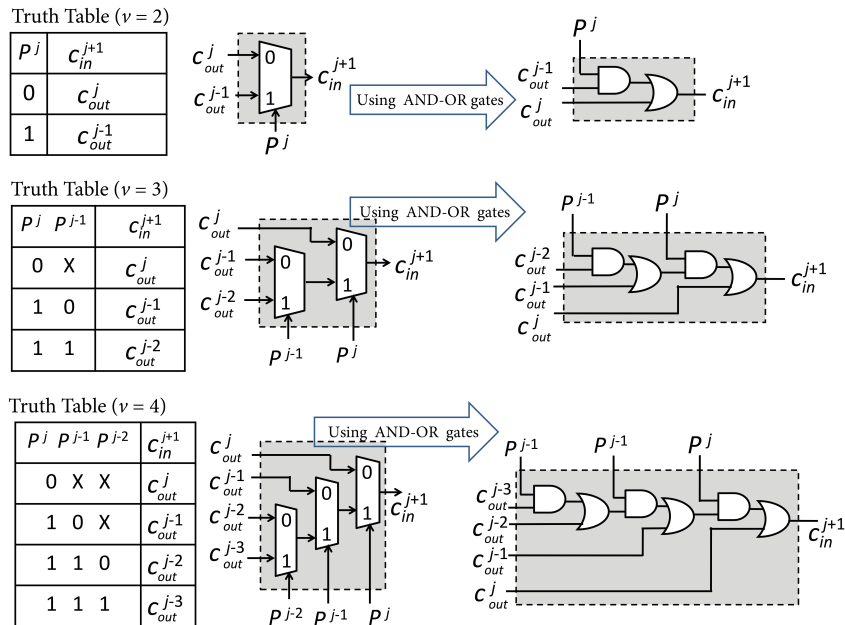 Truth Table (v = 2)
P^j c_in^{j+1}
0 c_out^j
1 c_out^{j-1}
c_out^j
c_out^{j-1}
0
1
c_in^{j+1}
P^j
Using AND-OR gates
P^j
c_out^{j-1}
c_out^j
c_in^{j+1}
Truth Table (v = 3)
P^j P^{j-1} c_in^{j+1}
0 X c_out^j
1 0 c_out^{j-1}
1 1 c_out^{j-2}
c_out^j
c_out^{j-1}
c_out^{j-2}
0
1
0
1
c_in^{j+1}
P^{j-1} P^j
Using AND-OR gates
P^{j-1} P^j
c_out^{j-2}
c_out^{j-1}
c_out^j
c_in^{j+1}
Truth Table (v = 4)
P^j P^{j-1} P^{j-2} c_in^{j+1}
0 X X c_out^j
1 0 X c_out^{j-1}
1 1 0 c_out^{j-2}
1 1 1 c_out^{j-3}
c_out^j
c_out^{j-1}
c_out^{j-2}
c_out^{j-3}
0
1
0
1
0
1
c_in^{j+1}
P^{j-2} P^{j-1} P^j
Using AND-OR gates
P^{j-1} P^{j-1} P^j
c_out^{j-3}
c_out^{j-2}
c_out^{j-1}
c_out^j
c_in^{j+1}